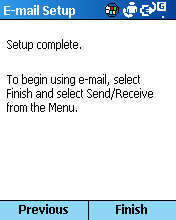 E-mail Setup
Setup complete.
To begin using e-mail, select
Finish and select Send/Receive
from the Menu.
Previous
Finish